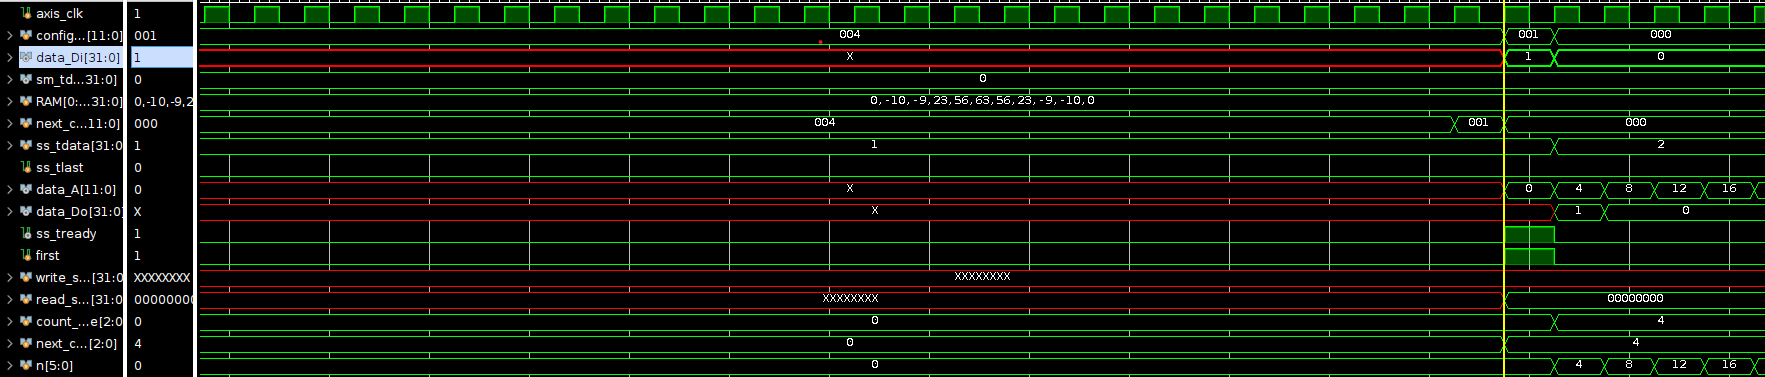 axis_clk 1
config...[11:0] 001 004 001 000
data_Di[31:0] 1 X 1 0
sm_td...31:0] 0 0
RAM[0:...31:0] 0,-10,-9,2 0,-10,-9,23,56,63,56,23,-9,-10,0
next_c...11:0] 000 004 001 000
ss_tdata[31:0 1 1 2
ss_tlast 0
data_A[11:0] 0 X 0 4 8 12 16
data_Do[31:0] X X 1 0
ss_tready 1
first 1
write_s...[31:0 XXXXXXXX XXXXXXXX
read_s...[31:0 00000000 XXXXXXXX 00000000
count_...e[2:0 0 0 4
next_c...[2:0] 4 0 4
n[5:0] 0 0 4 8 12 16